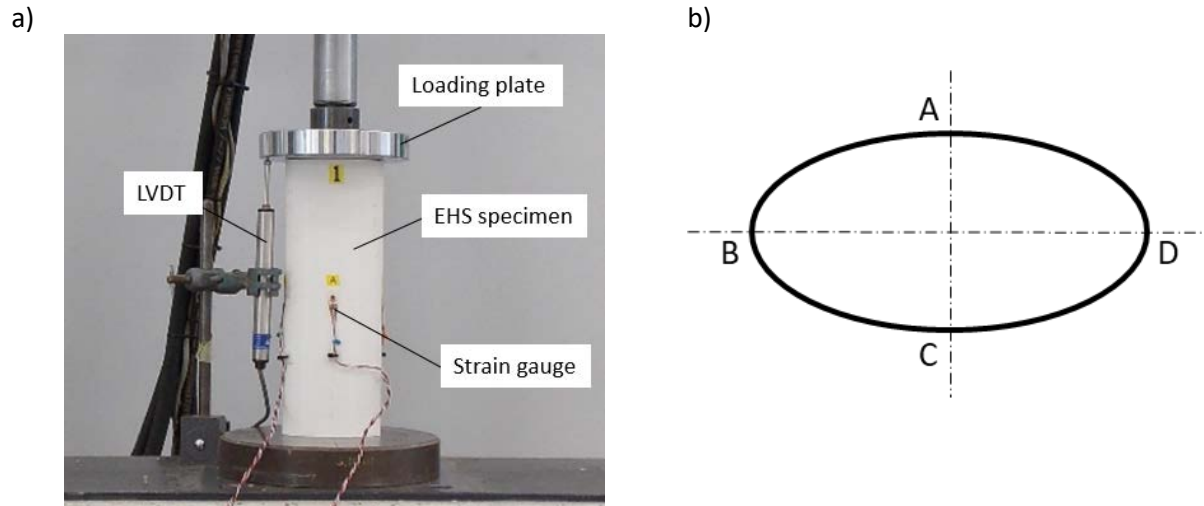 a)
b)
Loading plate
1
LVDT
EHS specimen
A
Strain gauge
A
B
D
C